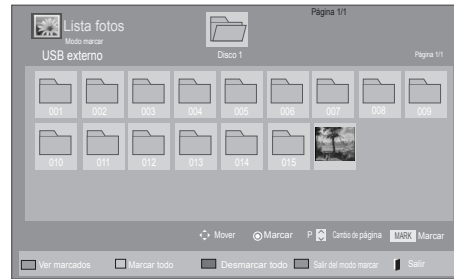 Página 1/1
Lista fotos
Modo marcar
USB externo
Disco 1
Página 1/1
001 002 003 004 005 006 007 008 009
010 011 012 013 014 015
Mover Marcar P Cambio de página MARK Marcar
Ver marcados Marcar todo Desmarcar todo Salir del modo marcar Salir